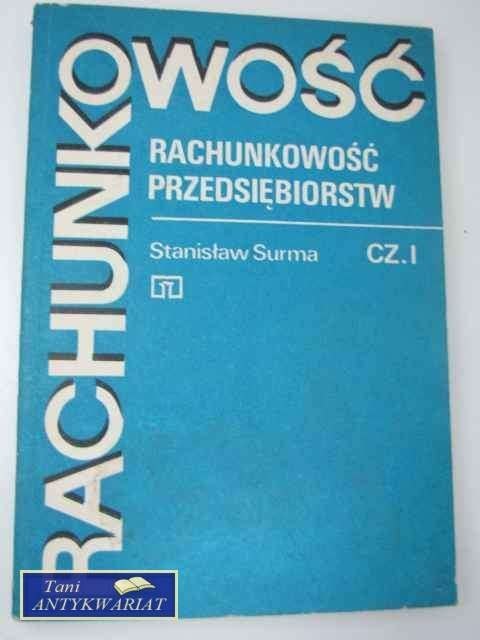 RACHUNKOWOŚĆ
RACHUNKOWOŚĆ
PRZEDSIĘBIORSTW
Stanisław Surma CZ.I
Tani
ANTYKWARIAT